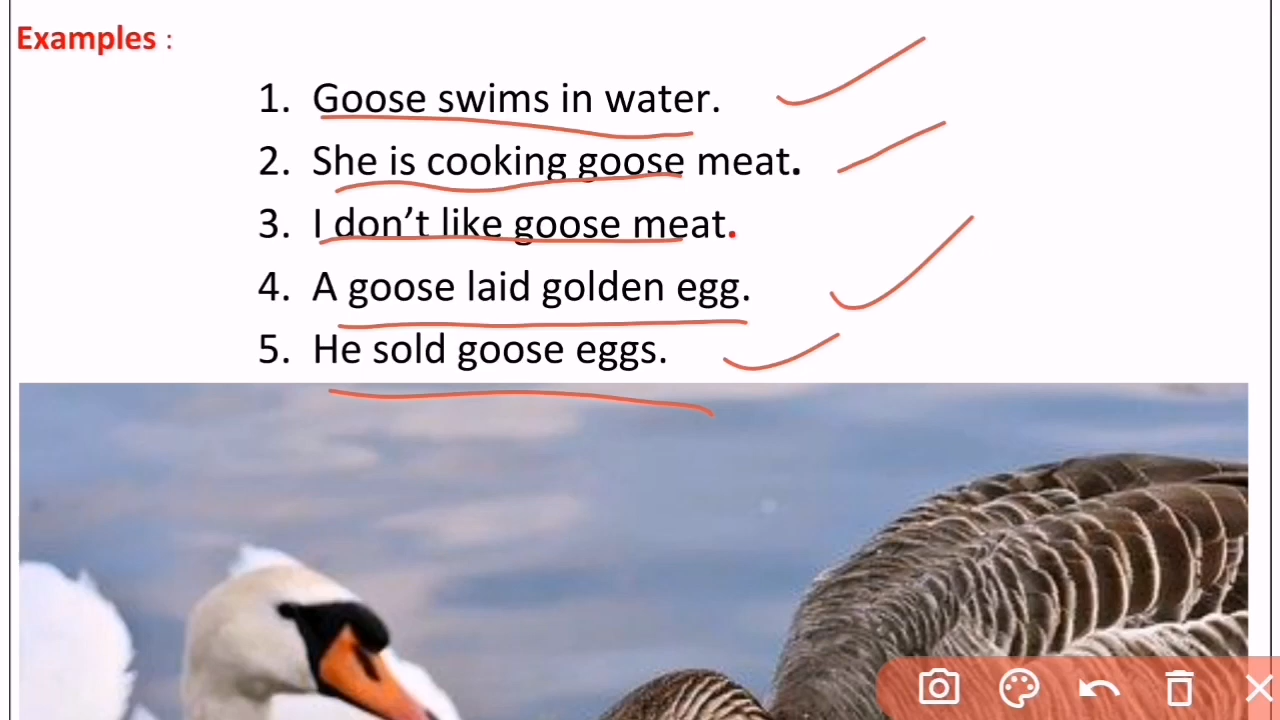 Examples :
1. Goose swims in water.
2. She is cooking goose meat.
3. I don’t like goose meat.
4. A goose laid golden egg.
5. He sold goose eggs.